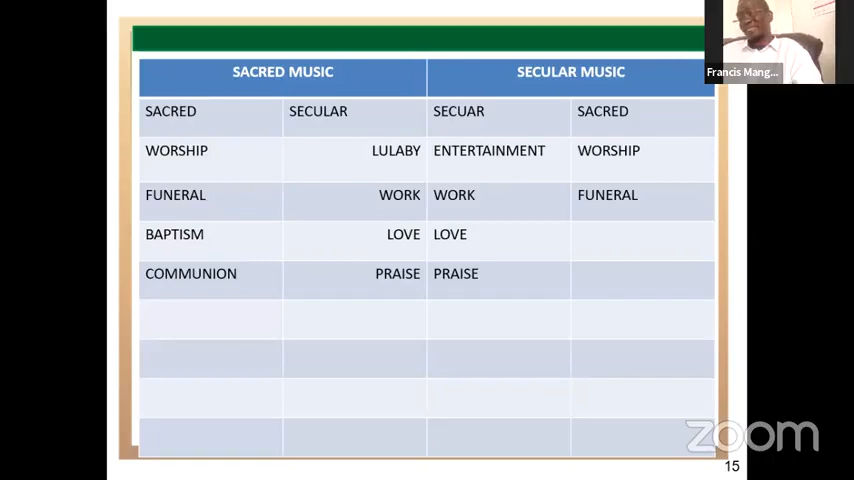 Francis Mang...
SACRED MUSIC SECULAR MUSIC
SACRED SECULAR SECUAR SACRED
WORSHIP LULABY ENTERTAINMENT WORSHIP
FUNERAL WORK WORK FUNERAL
BAPTISM LOVE LOVE
COMMUNION PRAISE PRAISE
zoom
15